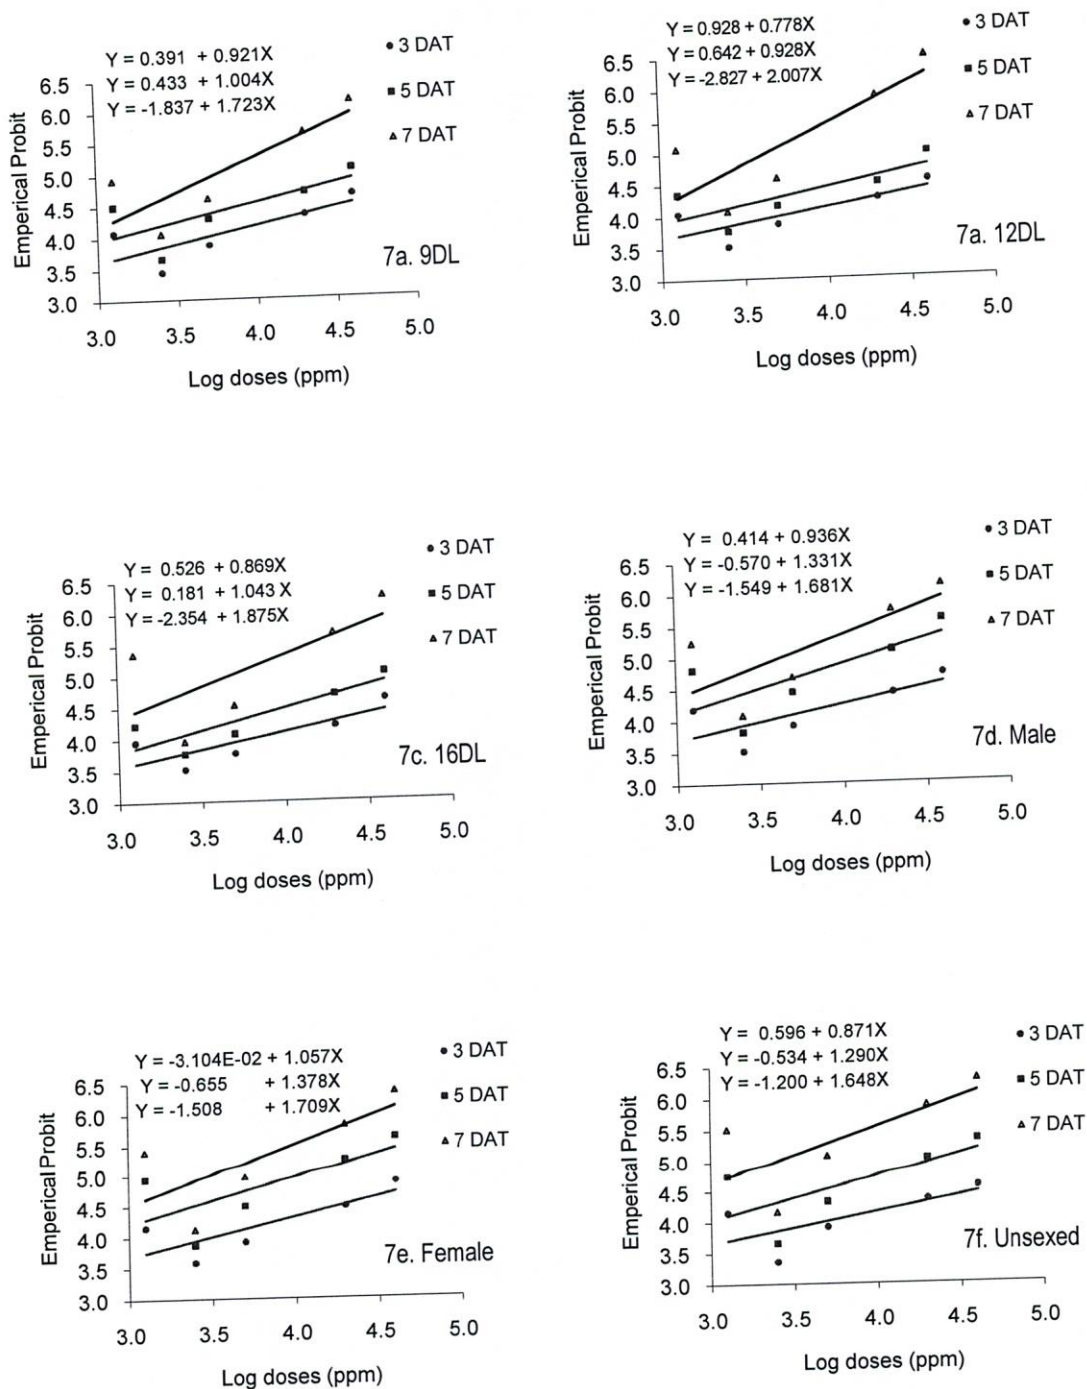 Y = 0.391 + 0.921X
Y = 0.433 + 1.004X
Y = -1.837 + 1.723X
3 DAT
5 DAT
7 DAT
Emperical Probit
6.5
6.0
5.5
5.0
4.5
4.0
3.5
3.0
7a. 9DL
3.0 3.5 4.0 4.5 5.0
Log doses (ppm)
Y = 0.928 + 0.778X
Y = 0.642 + 0.928X
Y = -2.827 + 2.007X
3 DAT
5 DAT
7 DAT
Emperical Probit
6.5
6.0
5.5
5.0
4.5
4.0
3.5
3.0
7a. 12DL
3.0 3.5 4.0 4.5 5.0
Log doses (ppm)
Y = 0.526 + 0.869X
Y = 0.181 + 1.043 X
Y = -2.354 + 1.875X
3 DAT
5 DAT
7 DAT
Emperical Probit
6.5
6.0
5.5
5.0
4.5
4.0
3.5
3.0
7c. 16DL
3.0 3.5 4.0 4.5 5.0
Log doses (ppm)
Y = 0.414 + 0.936X
Y = -0.570 + 1.331X
Y = -1.549 + 1.681X
3 DAT
5 DAT
7 DAT
Emperical Probit
6.5
6.0
5.5
5.0
4.5
4.0
3.5
3.0
7d. Male
3.0 3.5 4.0 4.5 5.0
Log doses (ppm)
Y = -3.104E-02 + 1.057X
Y = -0.655 + 1.378X
Y = -1.508 + 1.709X
3 DAT
5 DAT
7 DAT
Emperical Probit
6.5
6.0
5.5
5.0
4.5
4.0
3.5
3.0
7e. Female
3.0 3.5 4.0 4.5 5.0
Log doses (ppm)
Y = 0.596 + 0.871X
Y = -0.534 + 1.290X
Y = -1.200 + 1.648X
3 DAT
5 DAT
7 DAT
Emperical Probit
6.5
6.0
5.5
5.0
4.5
4.0
3.5
3.0
7f. Unsexed
3.0 3.5 4.0 4.5 5.0
Log doses (ppm)